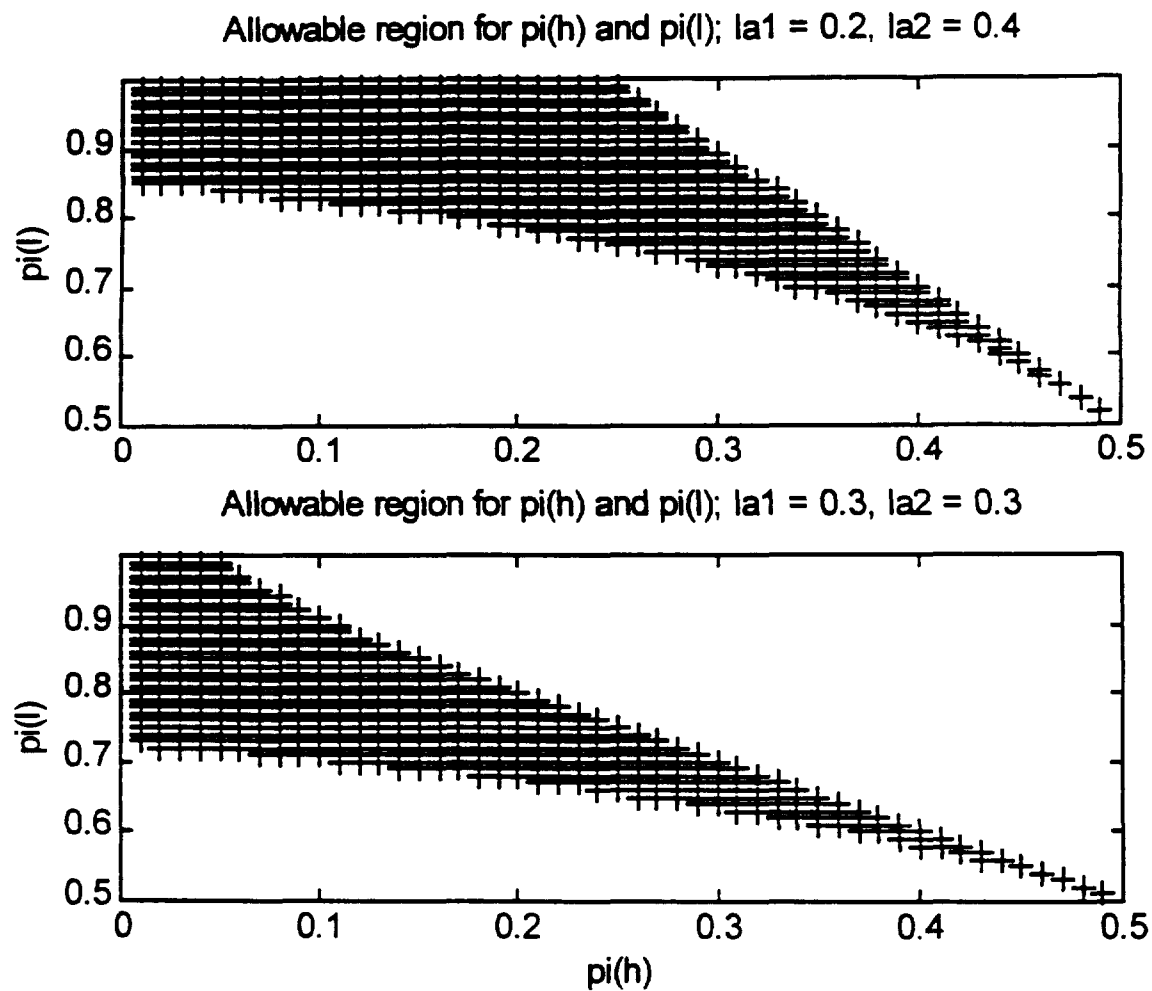 Allowable region for pi(h) and pi(l); la1 = 0.2, la2 = 0.4
0.9
0.8
0.7
0.6
0.5
pi(l)
0 0.1 0.2 0.3 0.4 0.5
Allowable region for pi(h) and pi(l); la1 = 0.3, la2 = 0.3
0.9
0.8
0.7
0.6
0.5
pi(l)
0 0.1 0.2 0.3 0.4 0.5
pi(h)